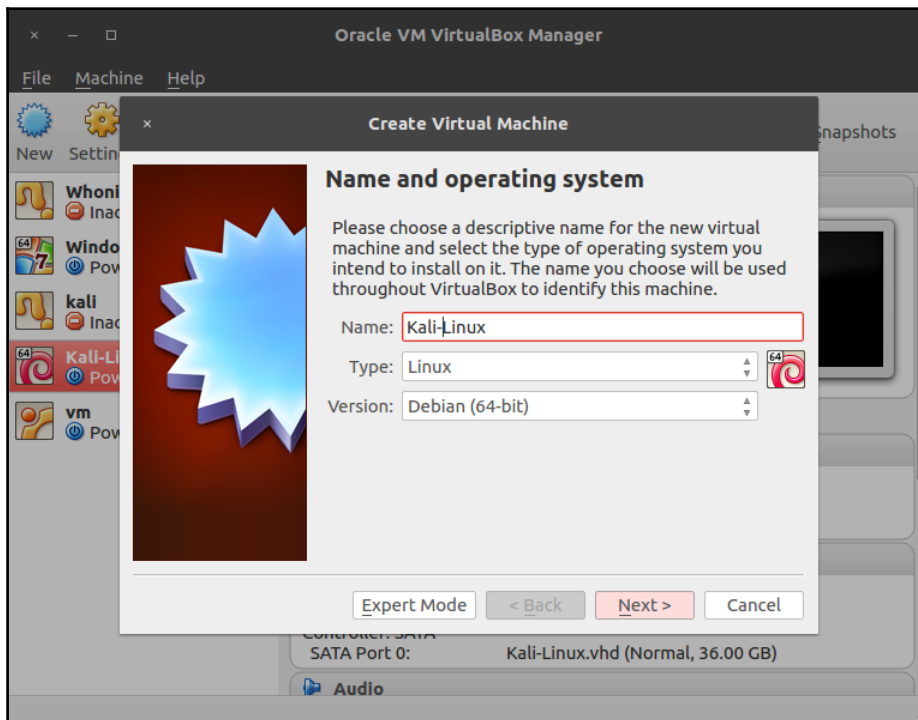 Oracle VM VirtualBox Manager
File Machine Help
Create Virtual Machine
New
Name and operating system
Please choose a descriptive name for the new virtual
machine and select the type of operating system you
intend to install on it. The name you choose will be used
throughout VirtualBox to identify this machine.
Name: Kali-Linux
Type: Linux
Version: Debian (64-bit)
64
64
kali
64
vm
Expert Mode < Back Next > Cancel
SATA Port 0: Kali-Linux.vhd (Normal, 36.00 GB)
Audio